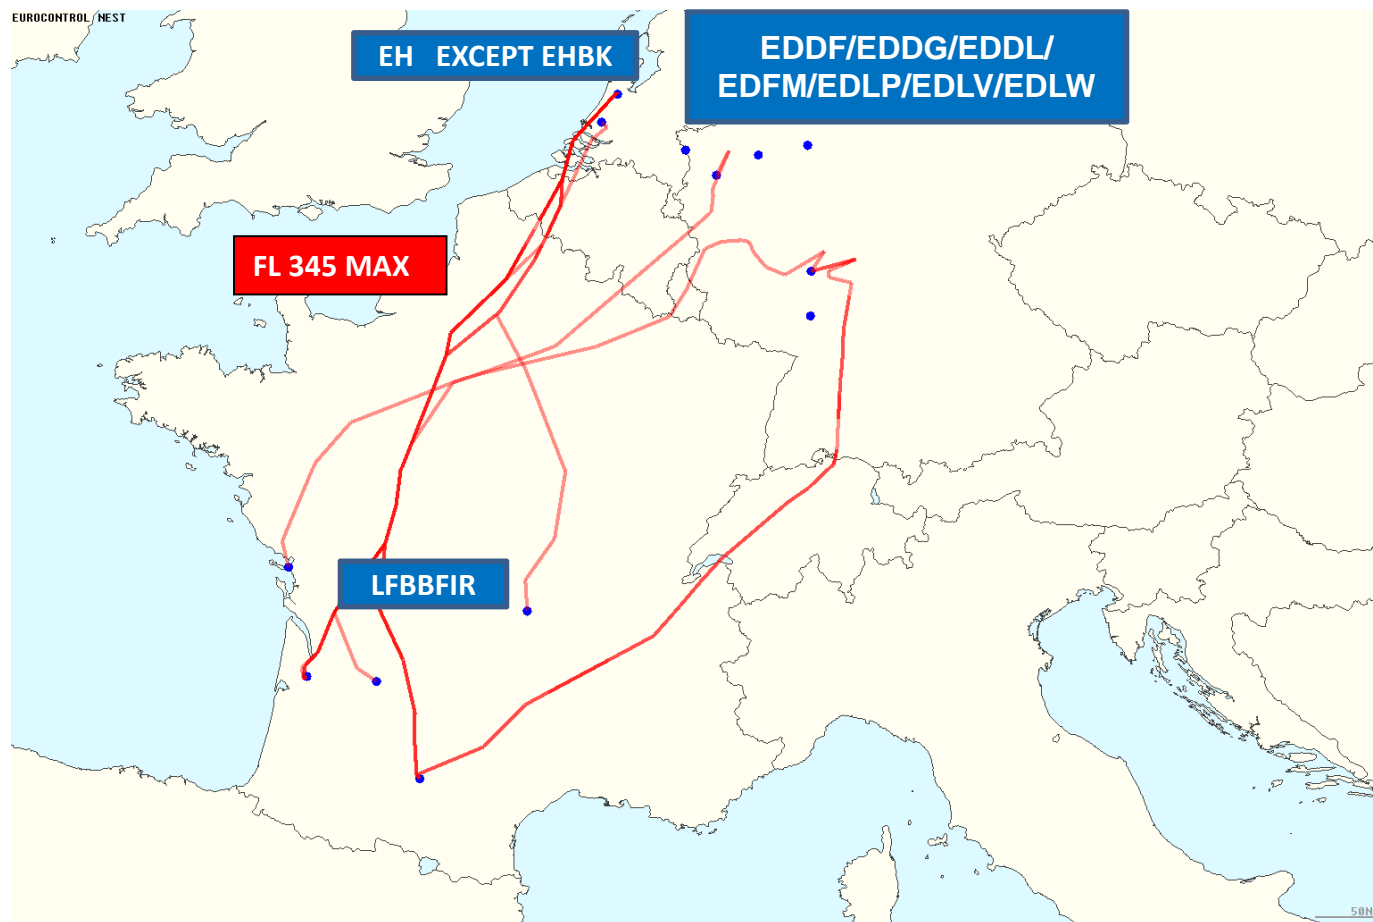 EUROCONTROL NEST
EH EXCEPT EHBK
EDDF/EDDG/EDDL/
EDFM/EDLP/EDLV/EDLW
FL 345 MAX
LFBBFIR
50N